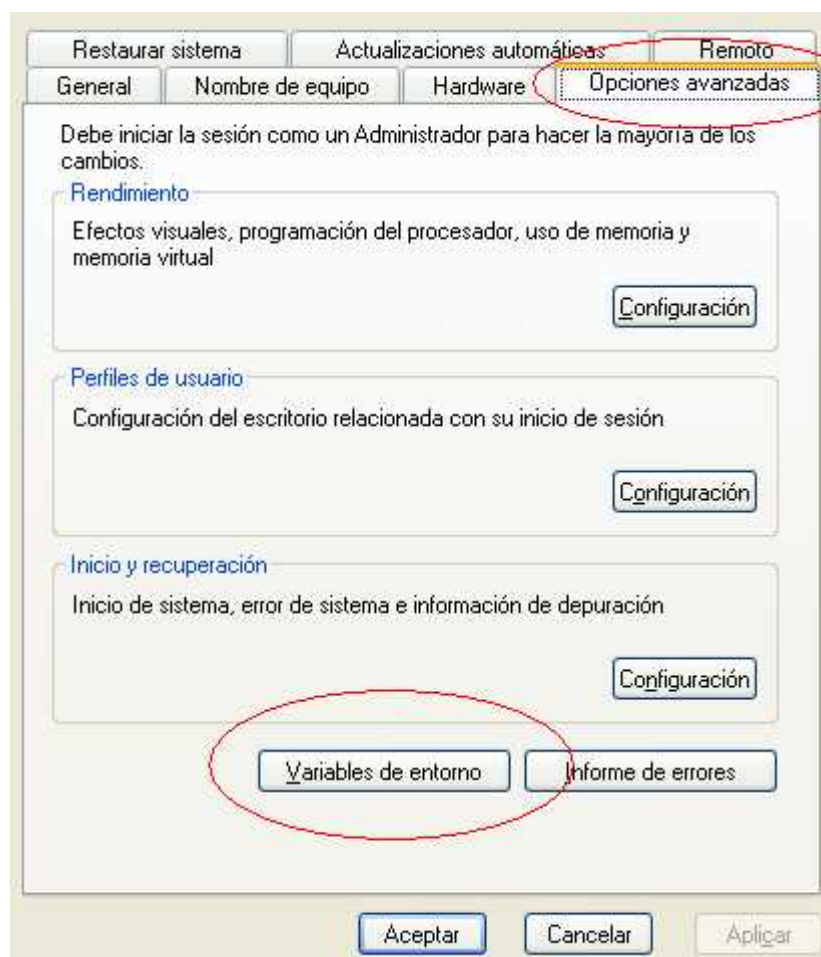 Restaurar sistema Actualizaciones automáticas Remoto
General Nombre de equipo Hardware Opciones avanzadas
Debe iniciar la sesión como un Administrador para hacer la mayoría de los
cambios.
Rendimiento
Efectos visuales, programación del procesador, uso de memoria y
memoria virtual
Configuración
Perfiles de usuario
Configuración del escritorio relacionada con su inicio de sesión
Configuración
Inicio y recuperación
Inicio de sistema, error de sistema e información de depuración
Configuración
Variables de entorno Informe de errores
Aceptar Cancelar Aplicar